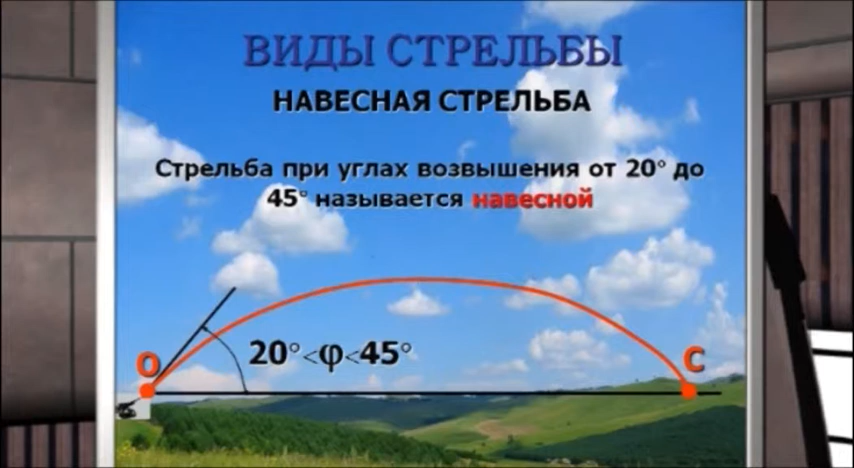 ВИДЫ СТРЕЛЬБЫ
НАВЕСНАЯ СТРЕЛЬБА
Стрельба при углах возвышения от 20° до
45° называется навесной
О
20°<φ<45°
С